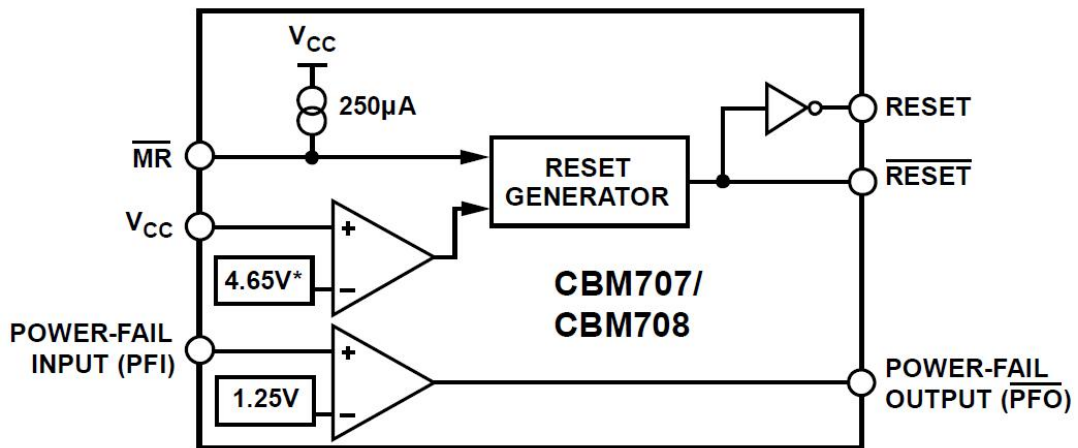 VCC
250µA
MR
VCC
4.65V*
+
−
RESET
GENERATOR
RESET
RESET
CBM707/
CBM708
POWER-FAIL
INPUT (PFI)
1.25V
+
−
POWER-FAIL
OUTPUT (PFO)